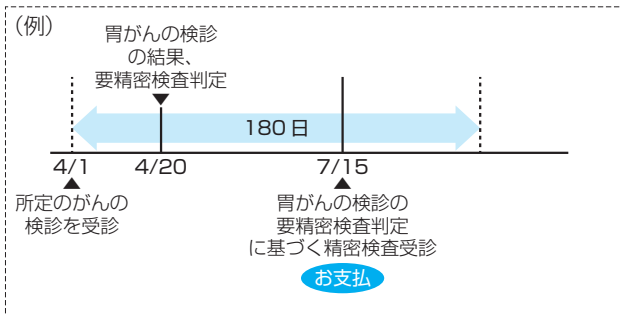 （例）
胃がんの検診
の結果、
要精密検査判定
180日
4/1
4/20
7/15
所定のがんの
検診を受診
胃がんの検診の
要精密検査判定
に基づく精密検査受診
お支払